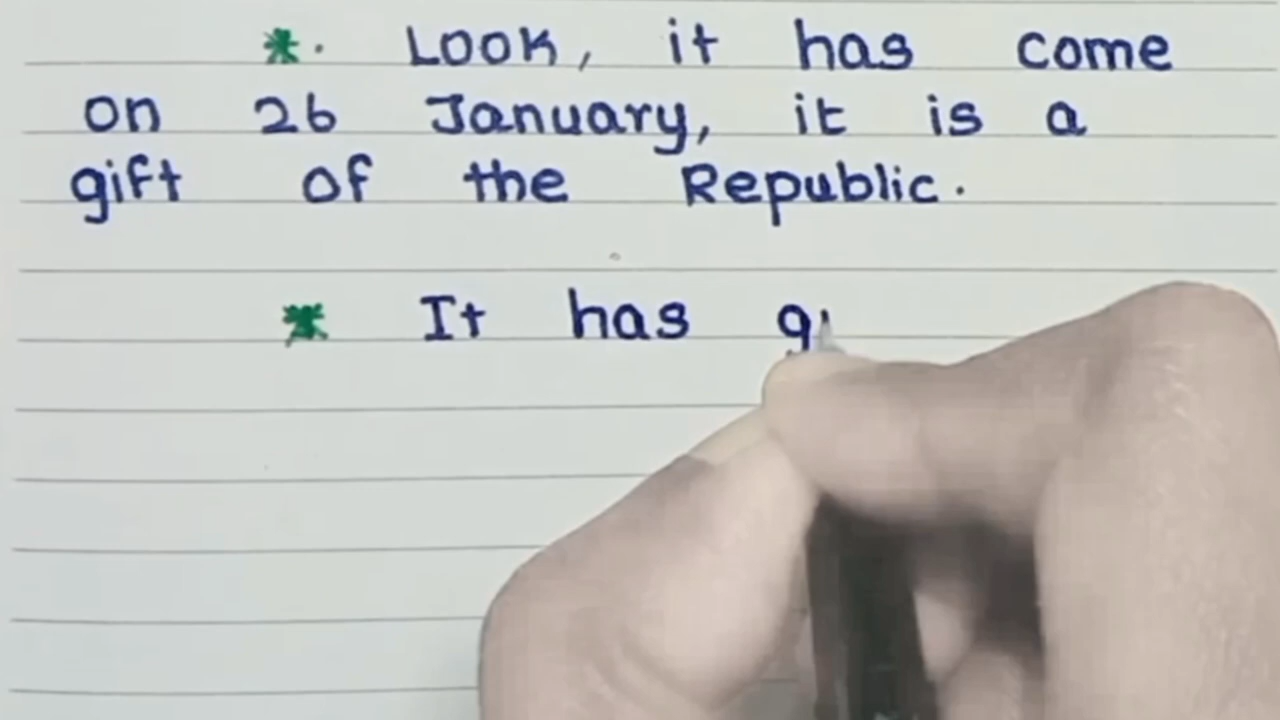 *. Look, it has come
on 26 January, it is a
gift of the Republic.
* It has